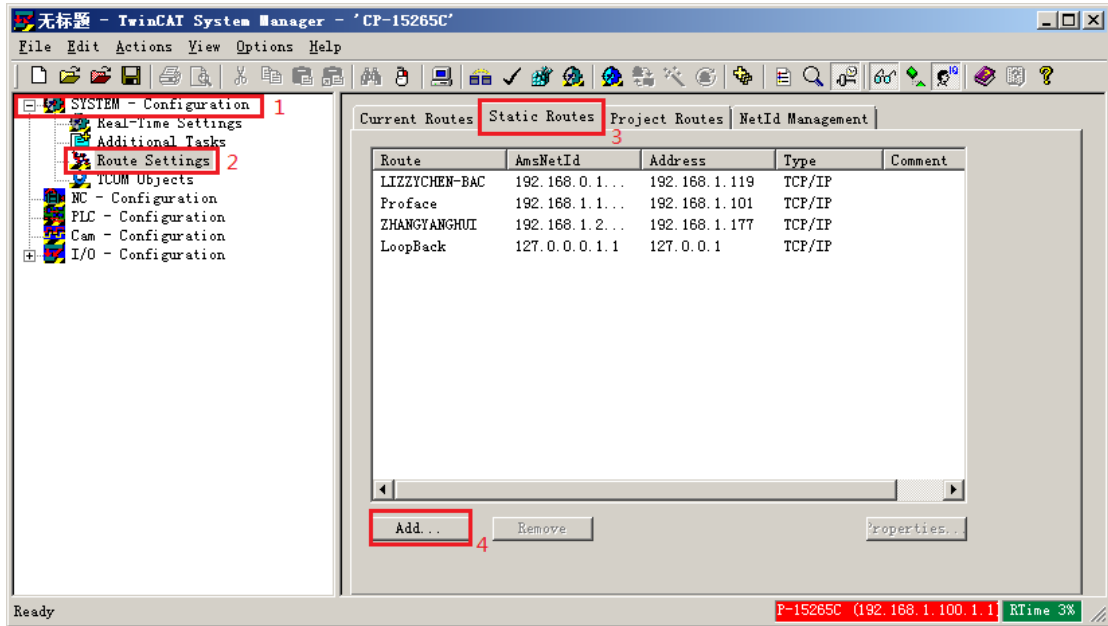 无标题 - TwinCAT System Manager - 'CP-15265C'
File Edit Actions View Options Help
SYSTEM - Configuration 1
Real-Time Settings
Additional Tasks
Route Settings 2
TCOM Objects
NC - Configuration
PLC - Configuration
Cam - Configuration
I/O - Configuration
Current Routes Static Routes Project Routes NetId Management
3
Route AmsNetId Address Type Comment
LIZZYCHEN-BAC 192.168.0.1... 192.168.1.119 TCP/IP
Proface 192.168.1.1... 192.168.1.101 TCP/IP
ZHANGYANGHUI 192.168.1.2... 192.168.1.177 TCP/IP
LoopBack 127.0.0.0.1.1 127.0.0.1 TCP/IP
Add... Remove Properties...
4
Ready P-15265C (192.168.1.100.1.1) RTime 3%